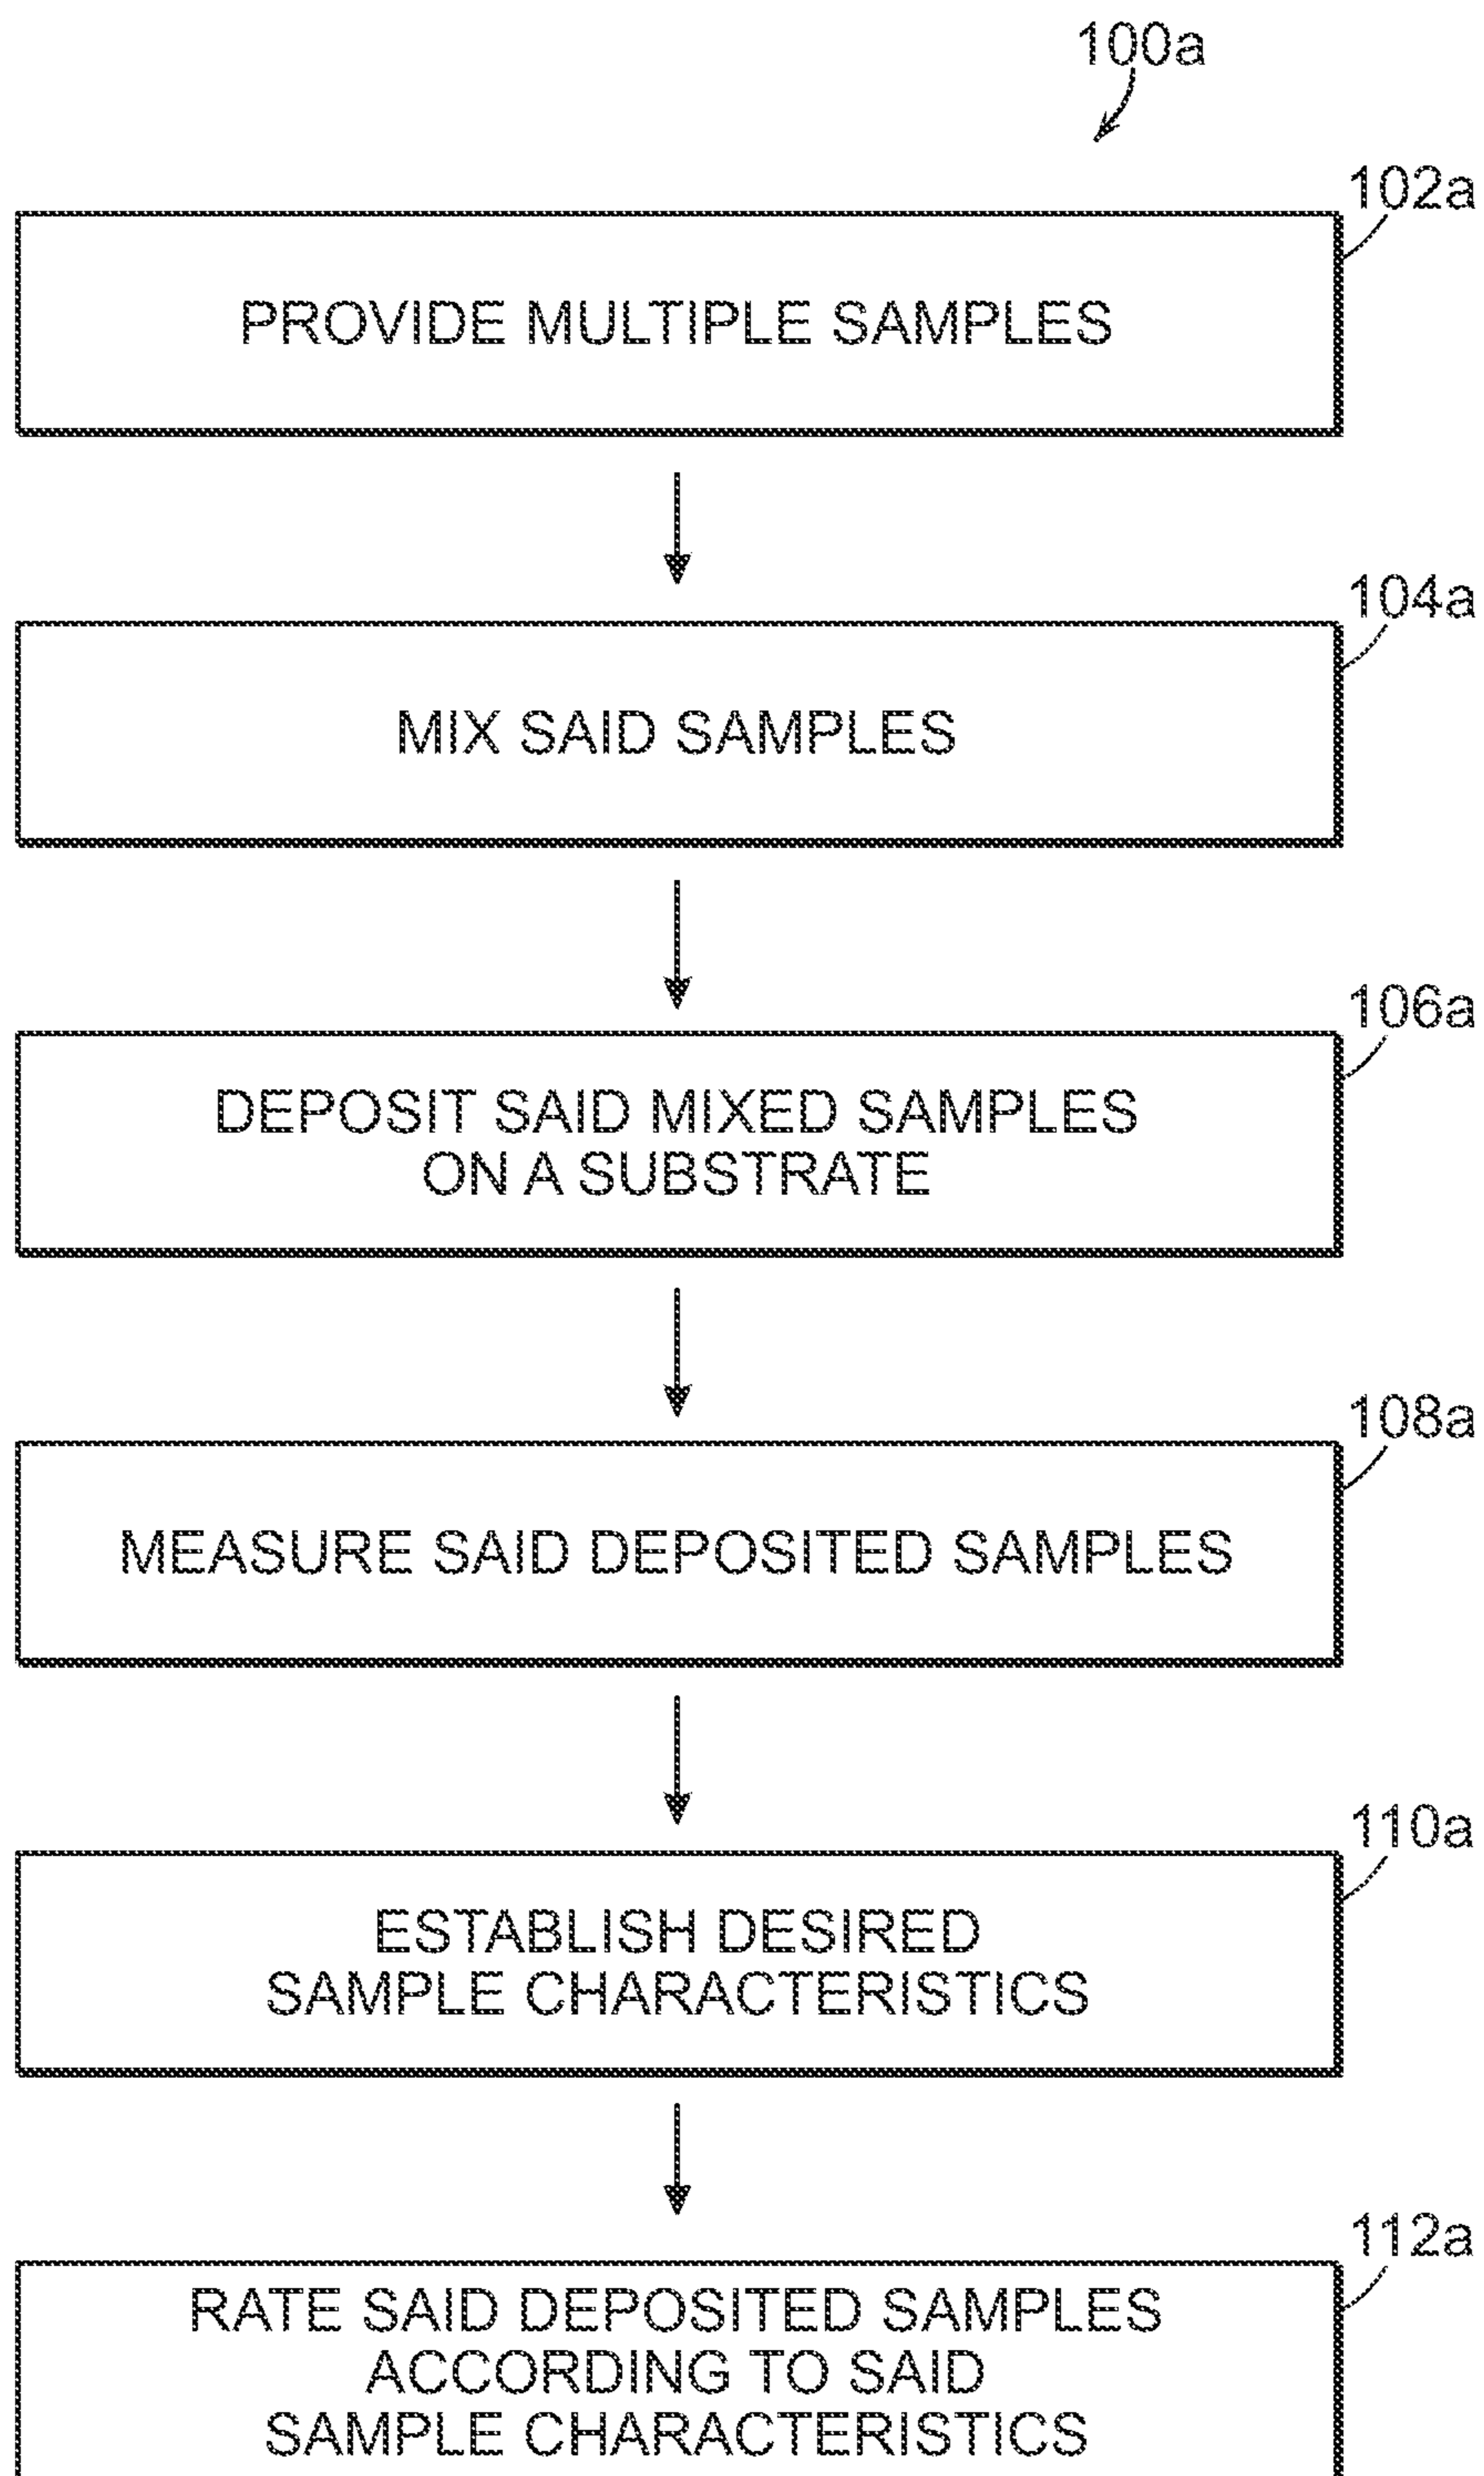 100a
102a
PROVIDE MULTIPLE SAMPLES
104a
MIX SAID SAMPLES
106a
DEPOSIT SAID MIXED SAMPLES
ON A SUBSTRATE
108a
MEASURE SAID DEPOSITED SAMPLES
110a
ESTABLISH DESIRED
SAMPLE CHARACTERISTICS
112a
RATE SAID DEPOSITED SAMPLES
ACCORDING TO SAID
SAMPLE CHARACTERISTICS